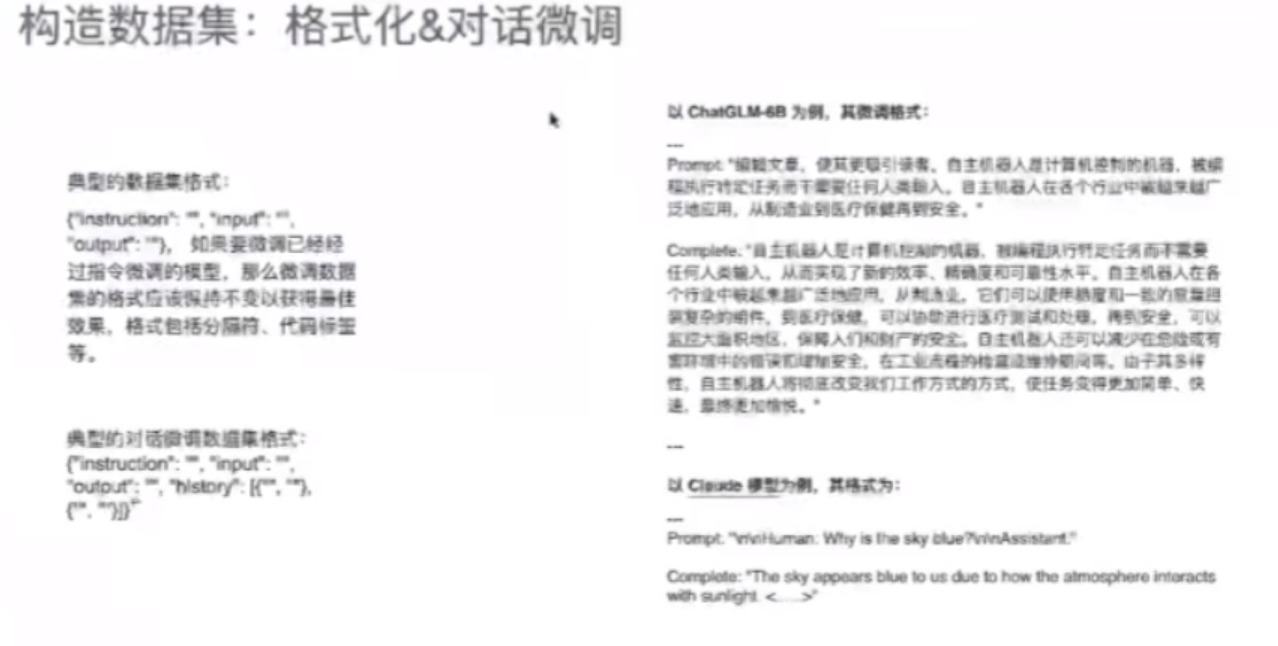 构造数据集：格式化&对话微调
典型的数据集格式：
{"instruction": "", "input": "",
"output": ""}， 如果要微调已经经
过指令微调的模型，那么微调数据
集的格式应该保持不变以获得最佳
效果，格式包括分隔符、代码标签
等。
典型的对话微调数据集格式：
{"instruction": "", "input": "",
"output": "", "history": [{"", ""},
{"", ""}]}
以 ChatGLM-6B 为例，其微调格式：
---
Prompt: "编辑文章，使其更吸引读者。自主机器人是计算机控制的机器，被编
程执行特定任务而不需要任何人类输入。自主机器人在各个行业中被越来越广
泛地应用，从制造业到医疗保健再到安全。"
Complete: "自主机器人是计算机控制的机器，被编程执行特定任务而不需要
任何人类输入，从而实现了新的效率、精确度和可靠性水平。自主机器人在各
个行业中被越来越广泛地应用，从制造业，它们可以使用精度和一致的质量组
装复杂的组件，到医疗保健，可以协助进行医疗测试和处理，再到安全，可以
监控大面积地区，保障人们和财产的安全。自主机器人还可以减少在危险或有
害环境中的错误和增加安全，在工业流程的检查或维修期间等。由于其多样
性，自主机器人将彻底改变我们工作方式的方式，使任务变得更加简单、快
速，最终更加愉悦。"
---
以 Claude 模型为例，其格式为：
---
Prompt: "\n\nHuman: Why is the sky blue?\n\nAssistant:"
Complete: "The sky appears blue to us due to how the atmosphere interacts
with sunlight. <......>"